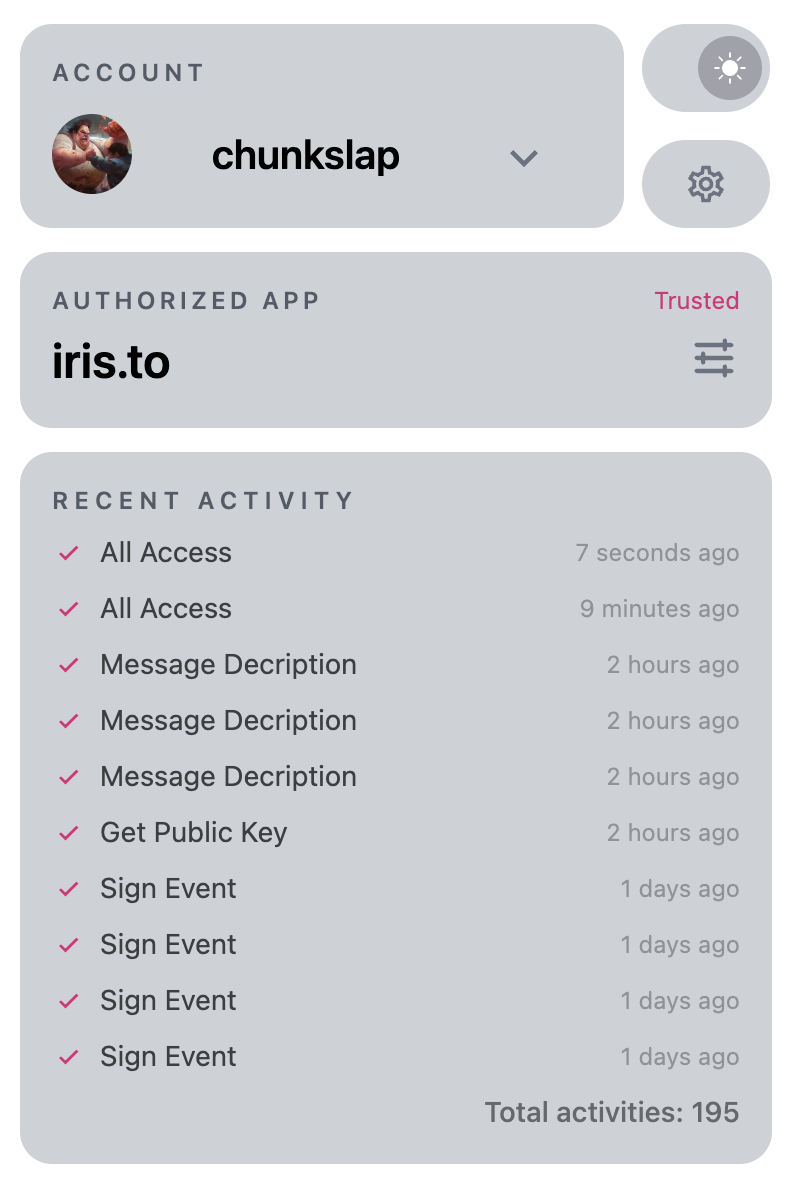 ACCOUNT
chunkslap
AUTHORIZED APP
Trusted
iris.to
RECENT ACTIVITY
All Access 7 seconds ago
All Access 9 minutes ago
Message Decription 2 hours ago
Message Decription 2 hours ago
Message Decription 2 hours ago
Get Public Key 2 hours ago
Sign Event 1 days ago
Sign Event 1 days ago
Sign Event 1 days ago
Sign Event 1 days ago
Total activities: 195